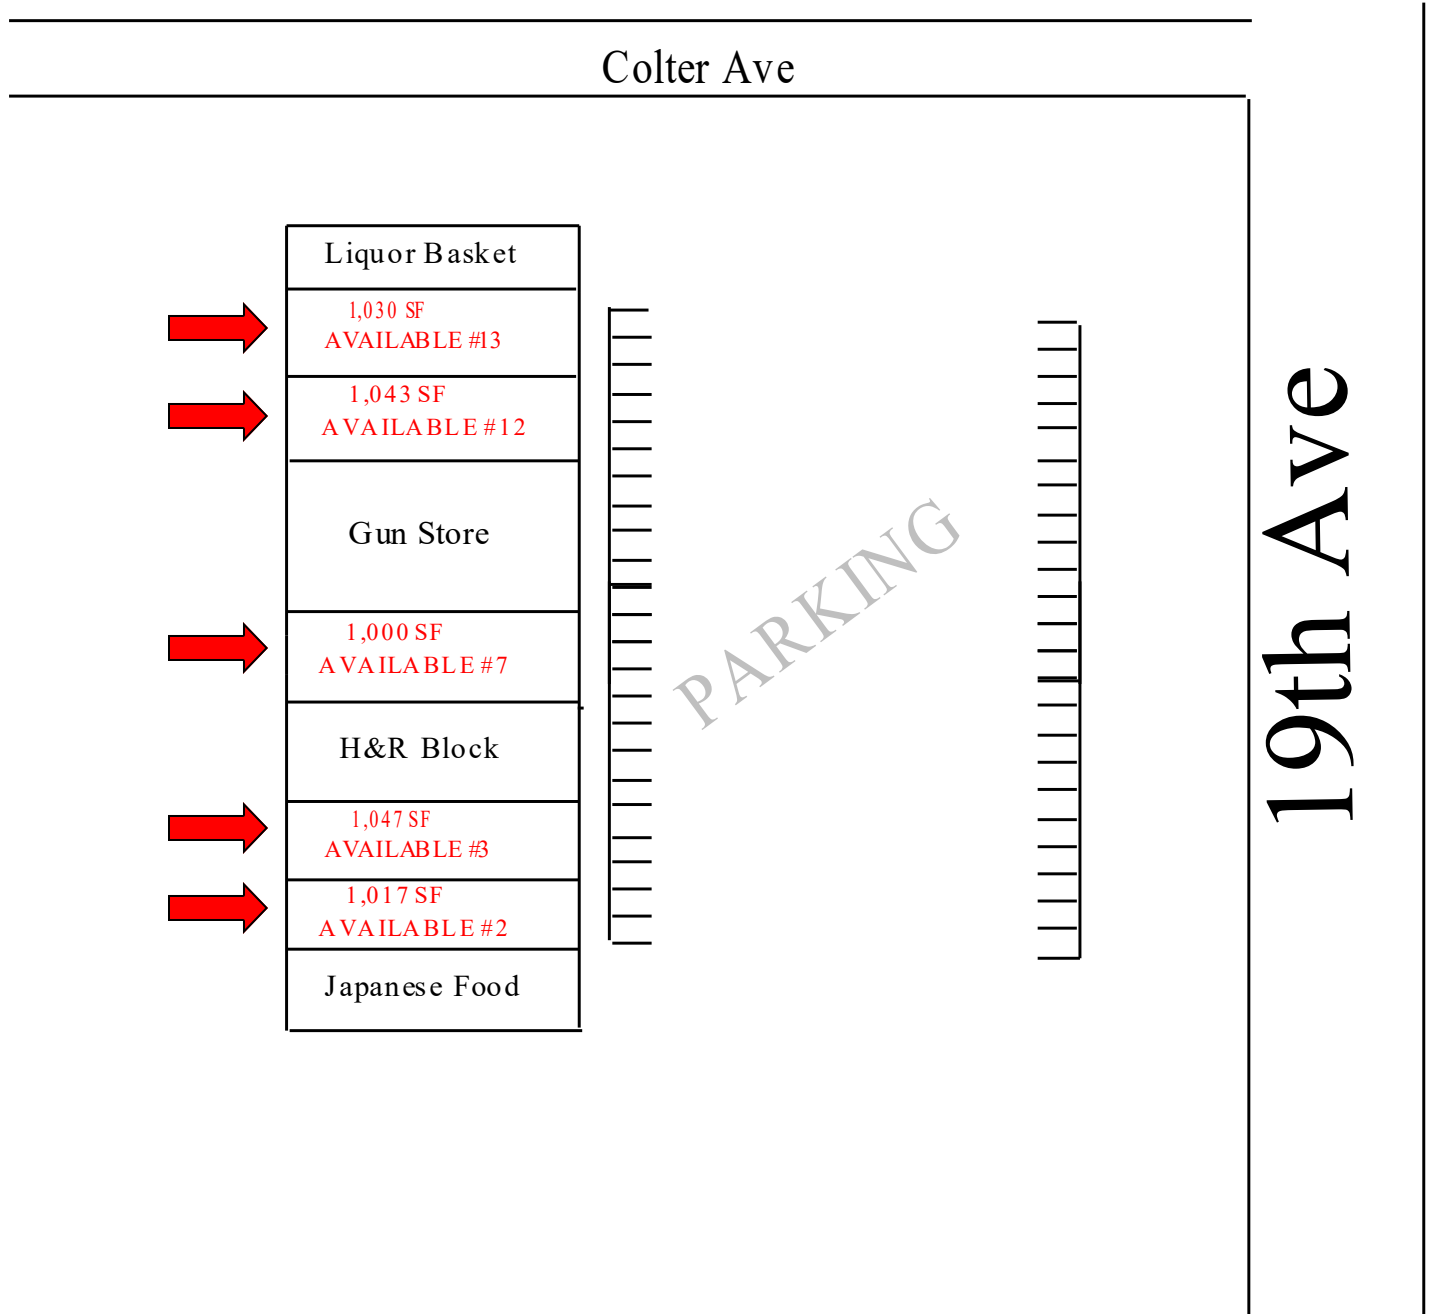 Colter Ave
Liquor Basket
1,030 SF
AVAILABLE #13
1,043 SF
AVAILABLE #12
Gun Store
1,000 SF
AVAILABLE #7
H&R Block
1,047 SF
AVAILABLE #3
1,017 SF
AVAILABLE #2
Japanese Food
PARKING
19th Ave